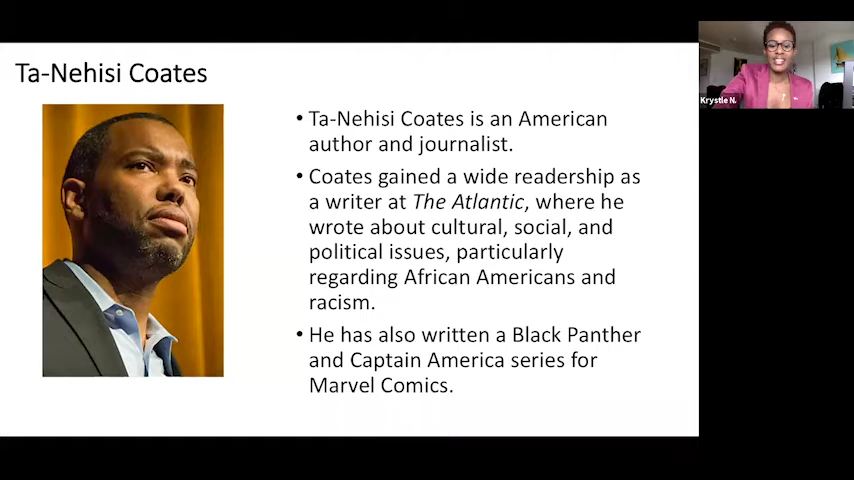 Ta-Nehisi Coates
• Ta-Nehisi Coates is an American
author and journalist.
• Coates gained a wide readership as
a writer at The Atlantic, where he
wrote about cultural, social, and
political issues, particularly
regarding African Americans and
racism.
• He has also written a Black Panther
and Captain America series for
Marvel Comics.
Krystle N.